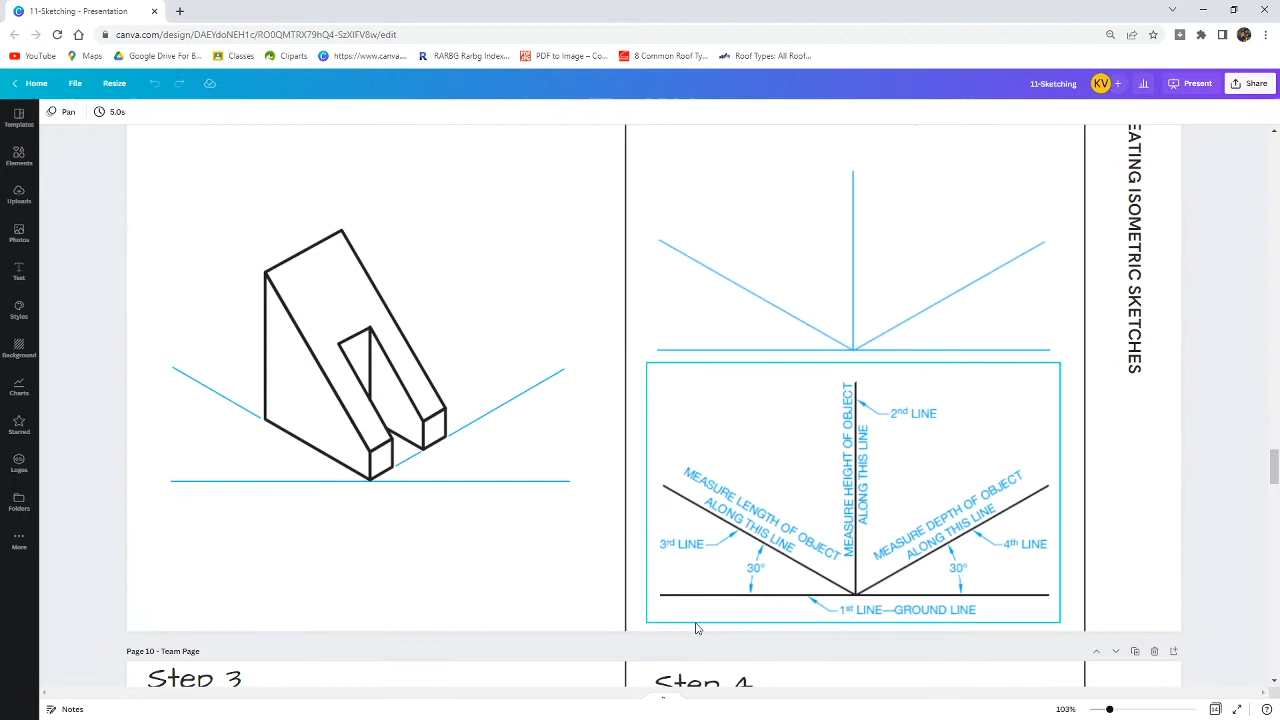 11-Sketching - Presentation
canva.com/design/DAEYdoNEH1c/RO0QMTRX79hQ4-SzXIFV8w/edit
YouTube
Maps
Google Drive For B...
Classes
Cliparts
https://www.canva....
RARBG Rarbg Index...
PDF to Image – Co...
8 Common Roof Ty...
Roof Types: All Roof...
Home
File
Resize
11-Sketching
KV
+
Present
Share
Pan
5.0s
Templates
Elements
Uploads
Photos
Text
Styles
Background
Charts
Starred
Logos
Folders
More
EATING ISOMETRIC SKETCHES
2nd LINE
MEASURE HEIGHT OF OBJECT
ALONG THIS LINE
MEASURE LENGTH OF OBJECT
ALONG THIS LINE
MEASURE DEPTH OF OBJECT
ALONG THIS LINE
3rd LINE
4th LINE
30°
30°
1st LINE—GROUND LINE
Page 10 - Team Page
Step 3
Step 4
Notes
103%